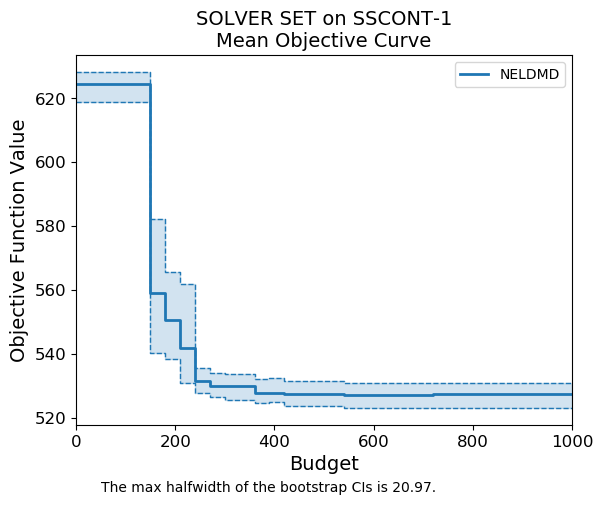 SOLVER SET on SSCONT-1
Mean Objective Curve
NELDMD
Objective Function Value
620
600
580
560
540
520
0 200 400 600 800 1000
Budget
The max halfwidth of the bootstrap CIs is 20.97.